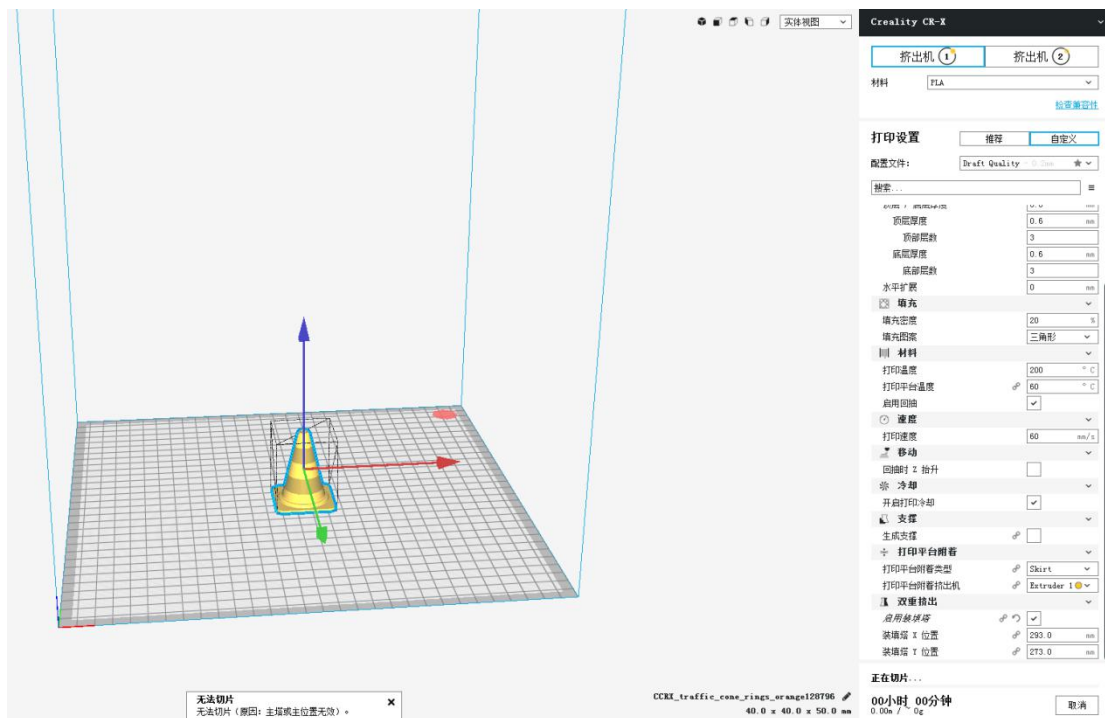 实体视图
Creality CR-X
挤出机 1 挤出机 2
材料 PLA
检查兼容性
打印设置 推荐 自定义
配置文件: Draft Quality - 0.2mm
搜索...
顶层 / 底层厚度 0.6 mm
顶层厚度 0.6 mm
顶部层数 3
底层厚度 0.6 mm
底部层数 3
水平扩展 0 mm
填充
填充密度 20 %
填充图案 三角形
材料
打印温度 200 °C
打印平台温度 60 °C
启用回抽
速度
打印速度 60 mm/s
移动
回抽时 Z 抬升
冷却
开启打印冷却
支撑
生成支撑
打印平台附着
打印平台附着类型 Skirt
打印平台附着挤出机 Extruder 1
双重挤出
启用装填塔
装填塔 X 位置 293.0 mm
装填塔 Y 位置 273.0 mm
正在切片...
00小时 00分钟
0.00m / ~ 0g
取消
无法切片
无法切片（原因：主塔或主位置无效）。
CCRX_traffic_cone_rings_orange128796
40.0 x 40.0 x 50.0 mm